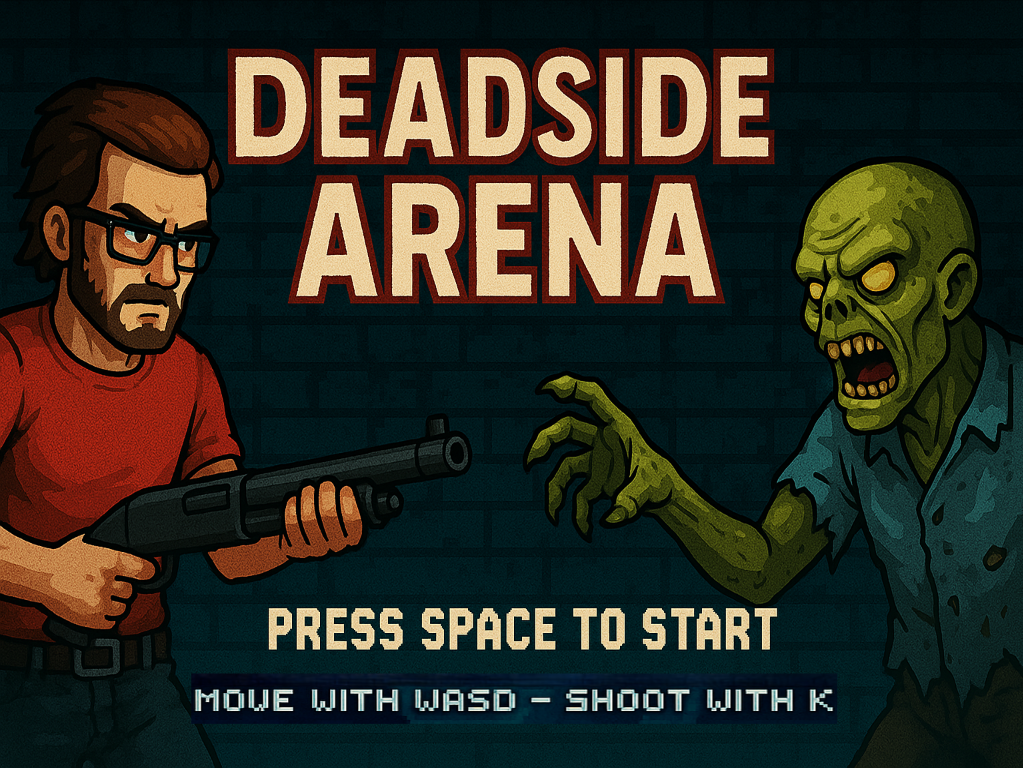 DEADSIDE
ARENA
PRESS SPACE TO START
MOVE WITH WASD - SHOOT WITH K